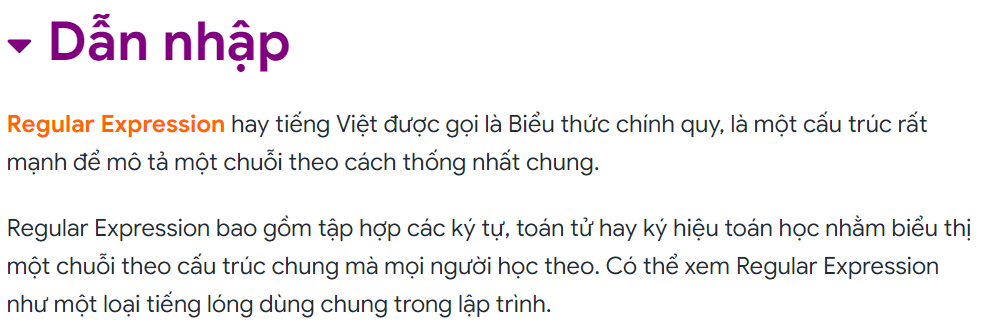 Dẫn nhập
Regular Expression hay tiếng Việt được gọi là Biểu thức chính quy, là một cấu trúc rất
mạnh để mô tả một chuỗi theo cách thống nhất chung.
Regular Expression bao gồm tập hợp các ký tự, toán tử hay ký hiệu toán học nhằm biểu thị
một chuỗi theo cấu trúc chung mà mọi người học theo. Có thể xem Regular Expression
như một loại tiếng lóng dùng chung trong lập trình.